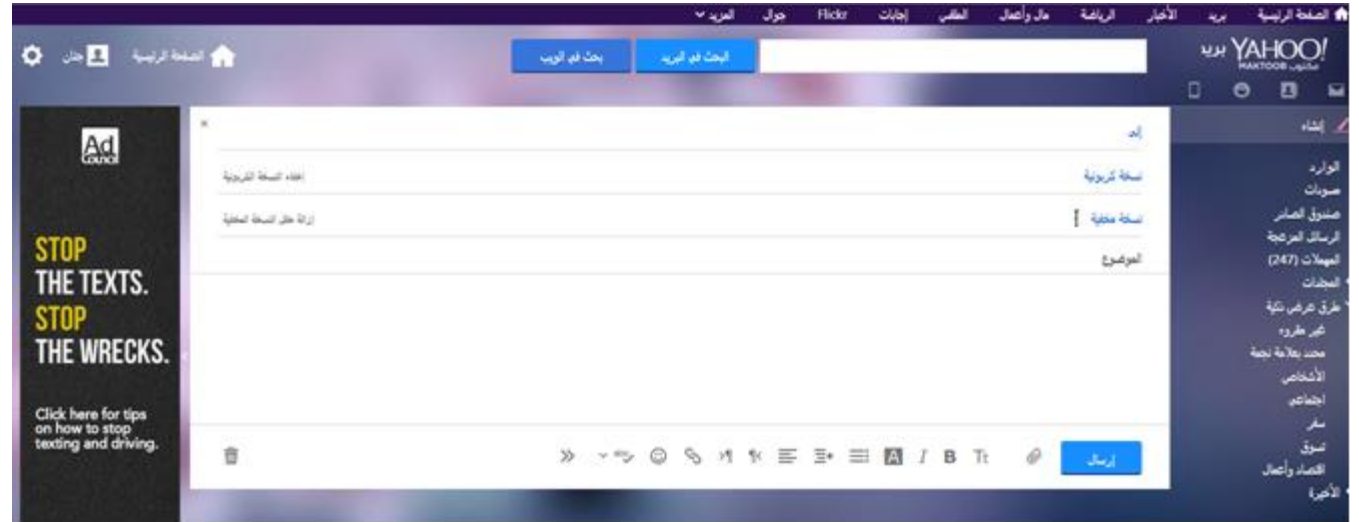 الصفحة الرئيسية بريد الأخبار الرياضة مال وأعمال الطقس إجابات Flickr جوال المزيد
YAHOO! بريد
MAKTOOB مكتوب
البحث في البريد بحث في الويب
الصفحة الرئيسية حنان
إنشاء
الوارد
مسودات
صندوق الصادر
الرسائل المزعجة
المهملات (247)
المجلدات
طرق عرض ذكية
غير مقروء
محدد بعلامة نجمة
الأشخاص
اجتماعي
سفر
تسوق
اقتصاد وأعمال
الأخيرة
إلى
نسخة كربونية
إخفاء النسخة الكربونية
نسخة مخفية
إزالة حقل النسخة المخفية
الموضوع
إرسال
Tt B I A
Ad
Council
STOP
THE TEXTS.
STOP
THE WRECKS.
Click here for tips
on how to stop
texting and driving.